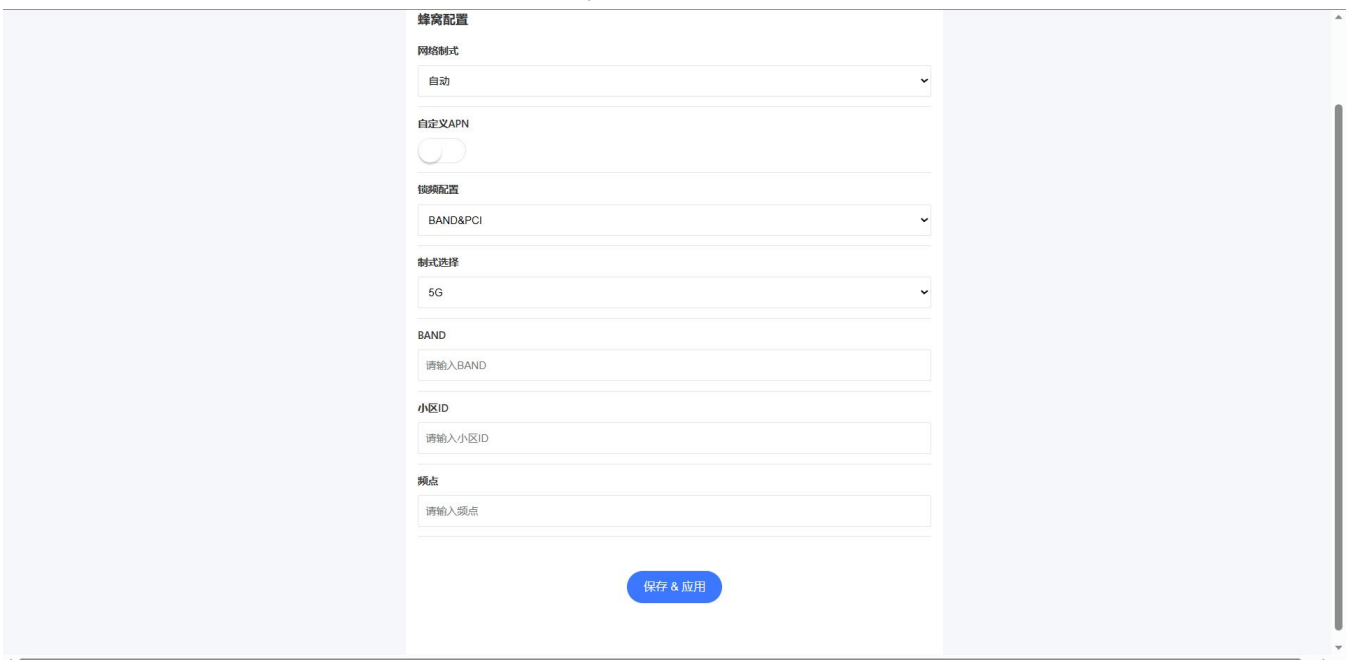 蜂窝配置
网络制式
自动
自定义APN
锁频配置
BAND&PCI
制式选择
5G
BAND
请输入BAND
小区ID
请输入小区ID
频点
请输入频点
保存 & 应用